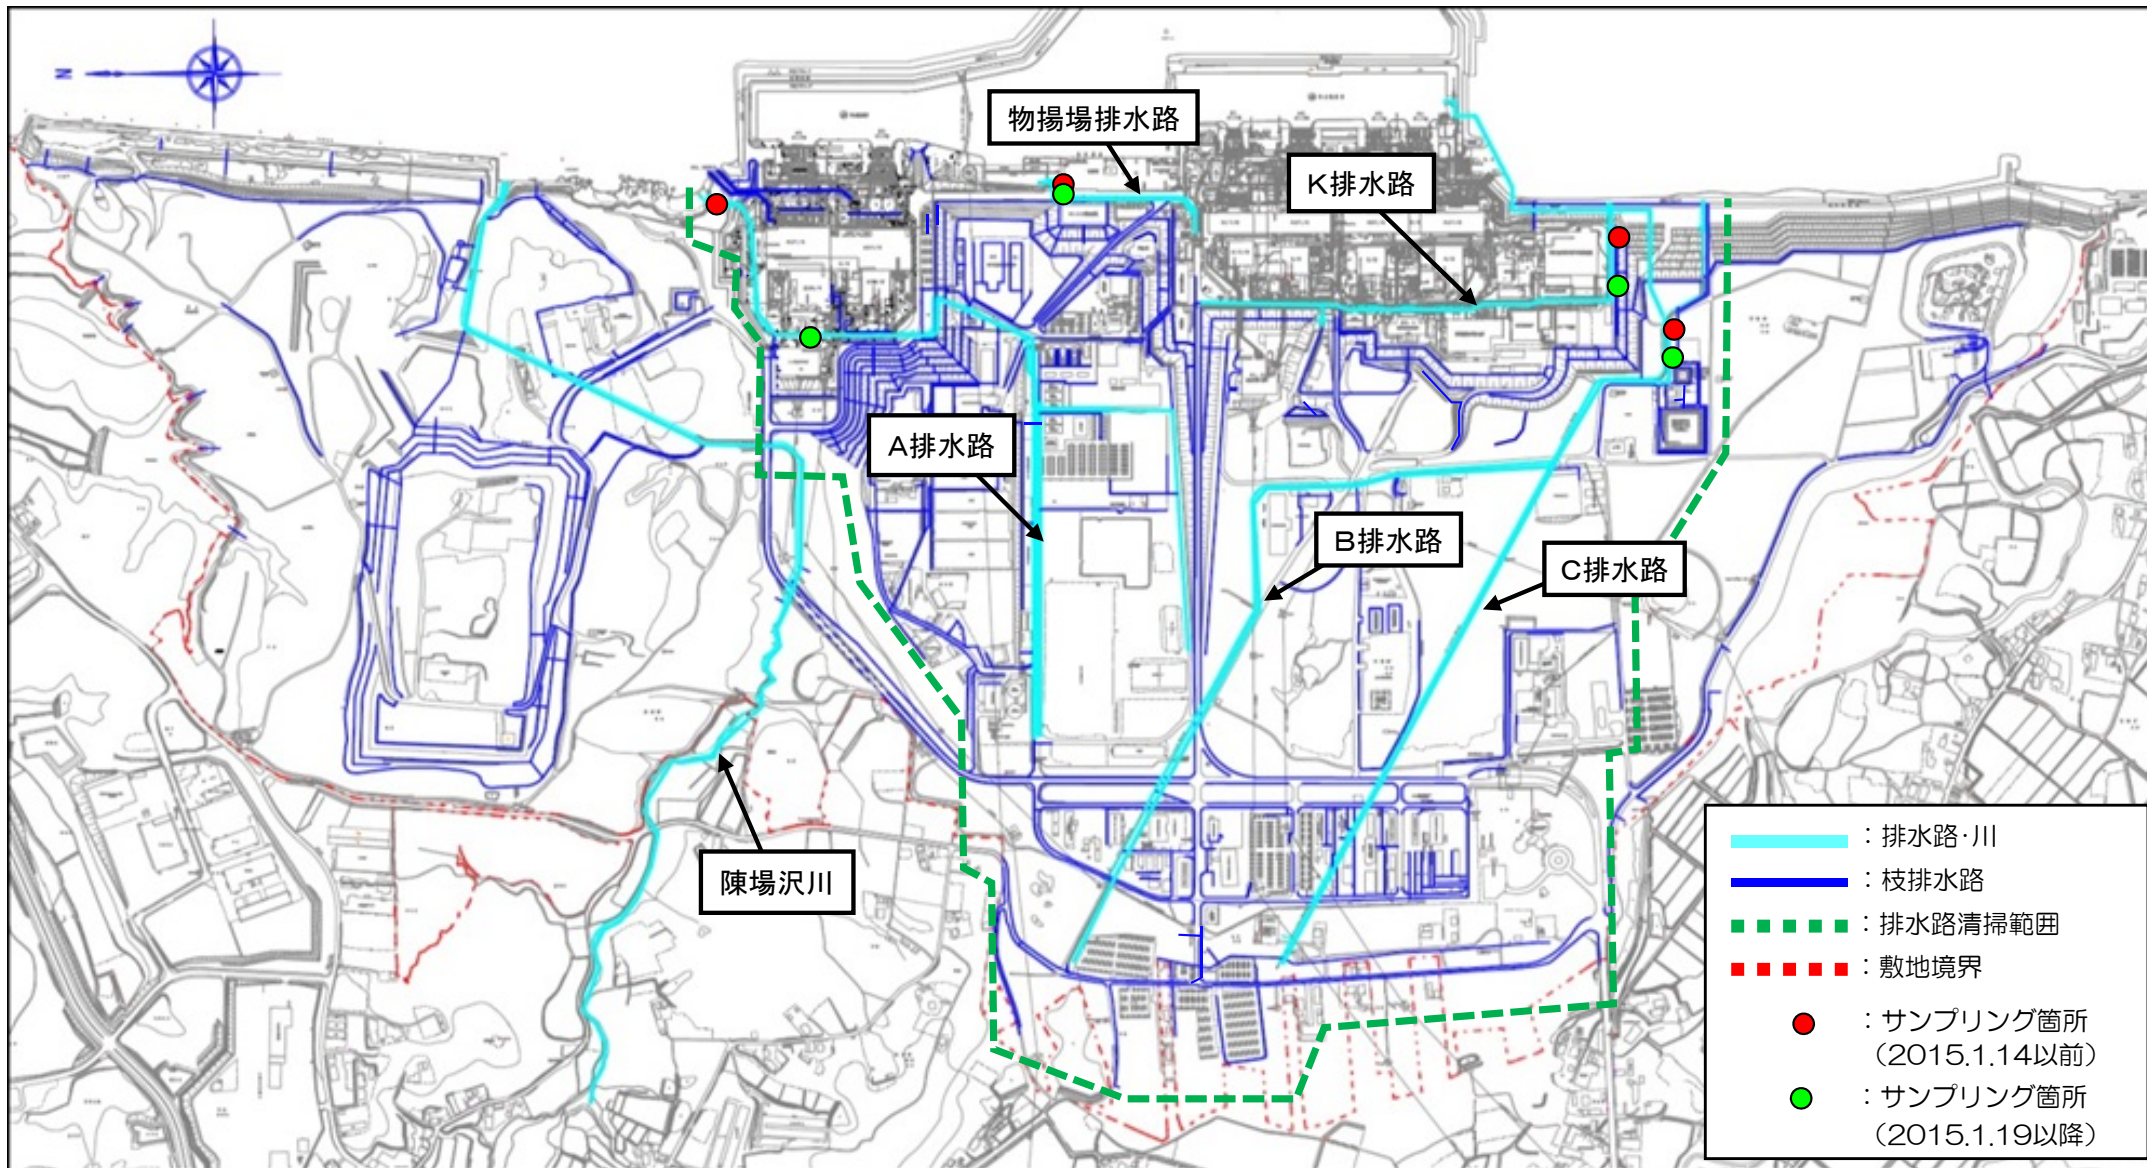 N
物揚場排水路
K排水路
A排水路
B排水路
C排水路
陳場沢川
：排水路・川
：枝排水路
：排水路清掃範囲
：敷地境界
：サンプリング箇所
（2015.1.14以前）
：サンプリング箇所
（2015.1.19以降）